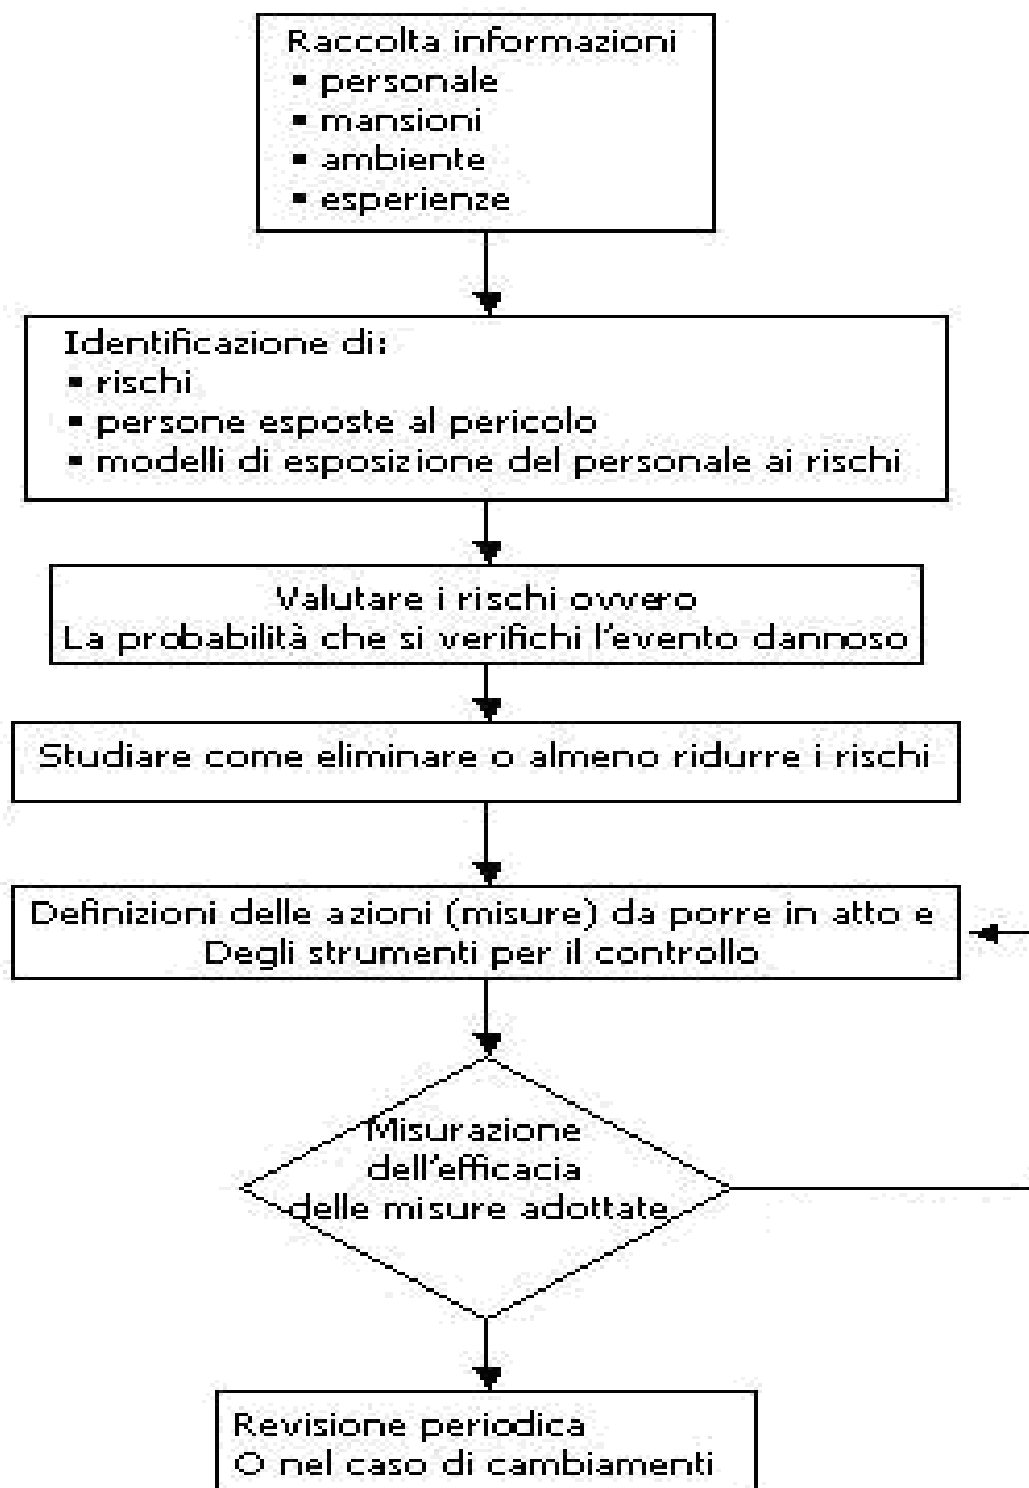 Raccolta informazioni
▪ personale
▪ mansioni
▪ ambiente
▪ esperienze
Identificazione di:
▪ rischi
▪ persone esposte al pericolo
▪ modelli di esposizione del personale ai rischi
Valutare i rischi ovvero
La probabilità che si verifichi l'evento dannoso
Studiare come eliminare o almeno ridurre i rischi
Definizioni delle azioni (misure) da porre in atto e
Degli strumenti per il controllo
Misurazione
dell'efficacia
delle misure adottate
Revisione periodica
O nel caso di cambiamenti